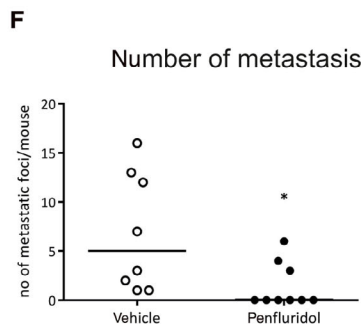 F
Number of metastasis
no of metastatic foci/mouse
20
15
10
5
0
*
Vehicle
Penfluridol